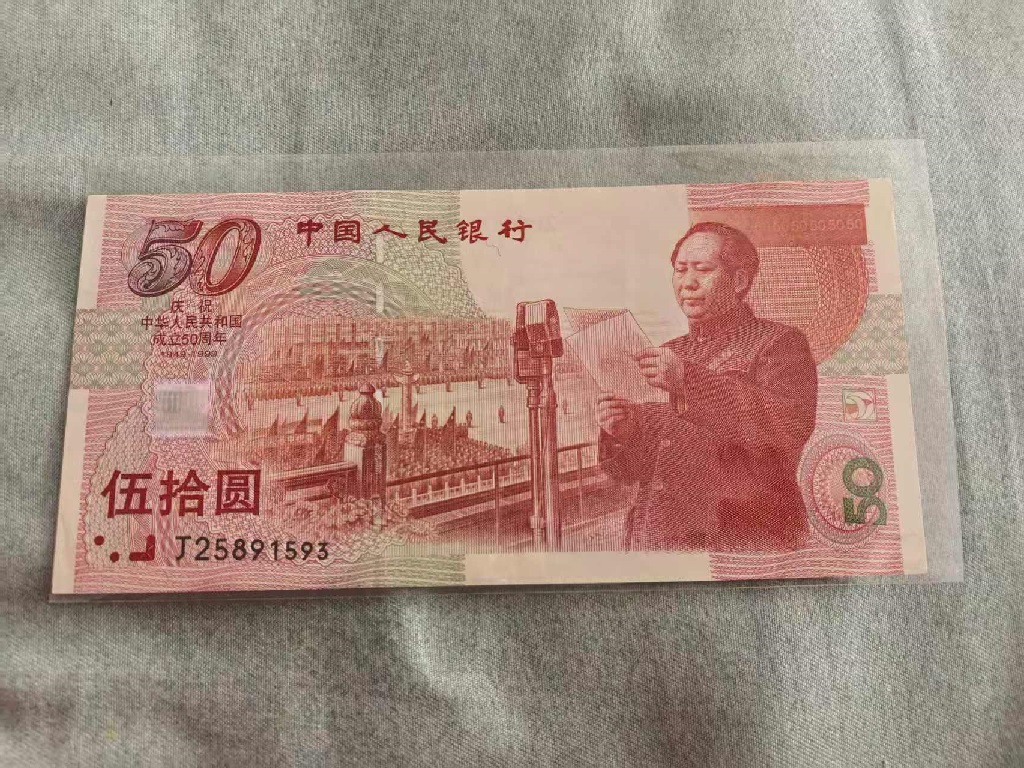 50
中国人民银行
庆祝
中华人民共和国
成立50周年
1949-1999
伍拾圆
J25891593
50